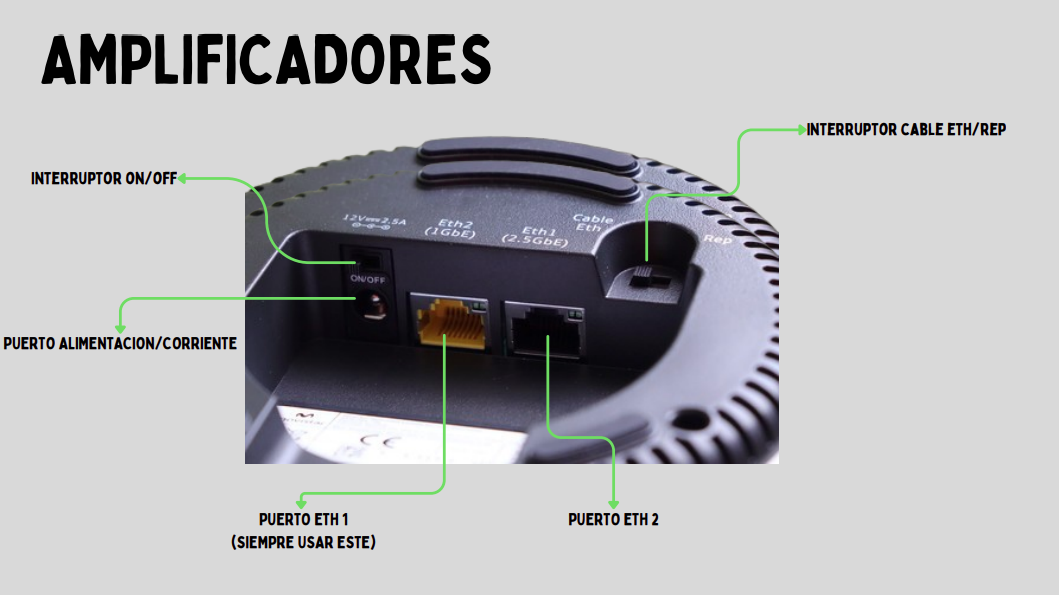 AMPLIFICADORES
INTERRUPTOR CABLE ETH/REP
INTERRUPTOR ON/OFF
12V⎓2.5A
Eth2
(1GbE)
Eth1
(2.5GbE)
Cable
Eth
Rep
ON/OFF
PUERTO ALIMENTACION/CORRIENTE
CE
PUERTO ETH 1
(SIEMPRE USAR ESTE)
PUERTO ETH 2